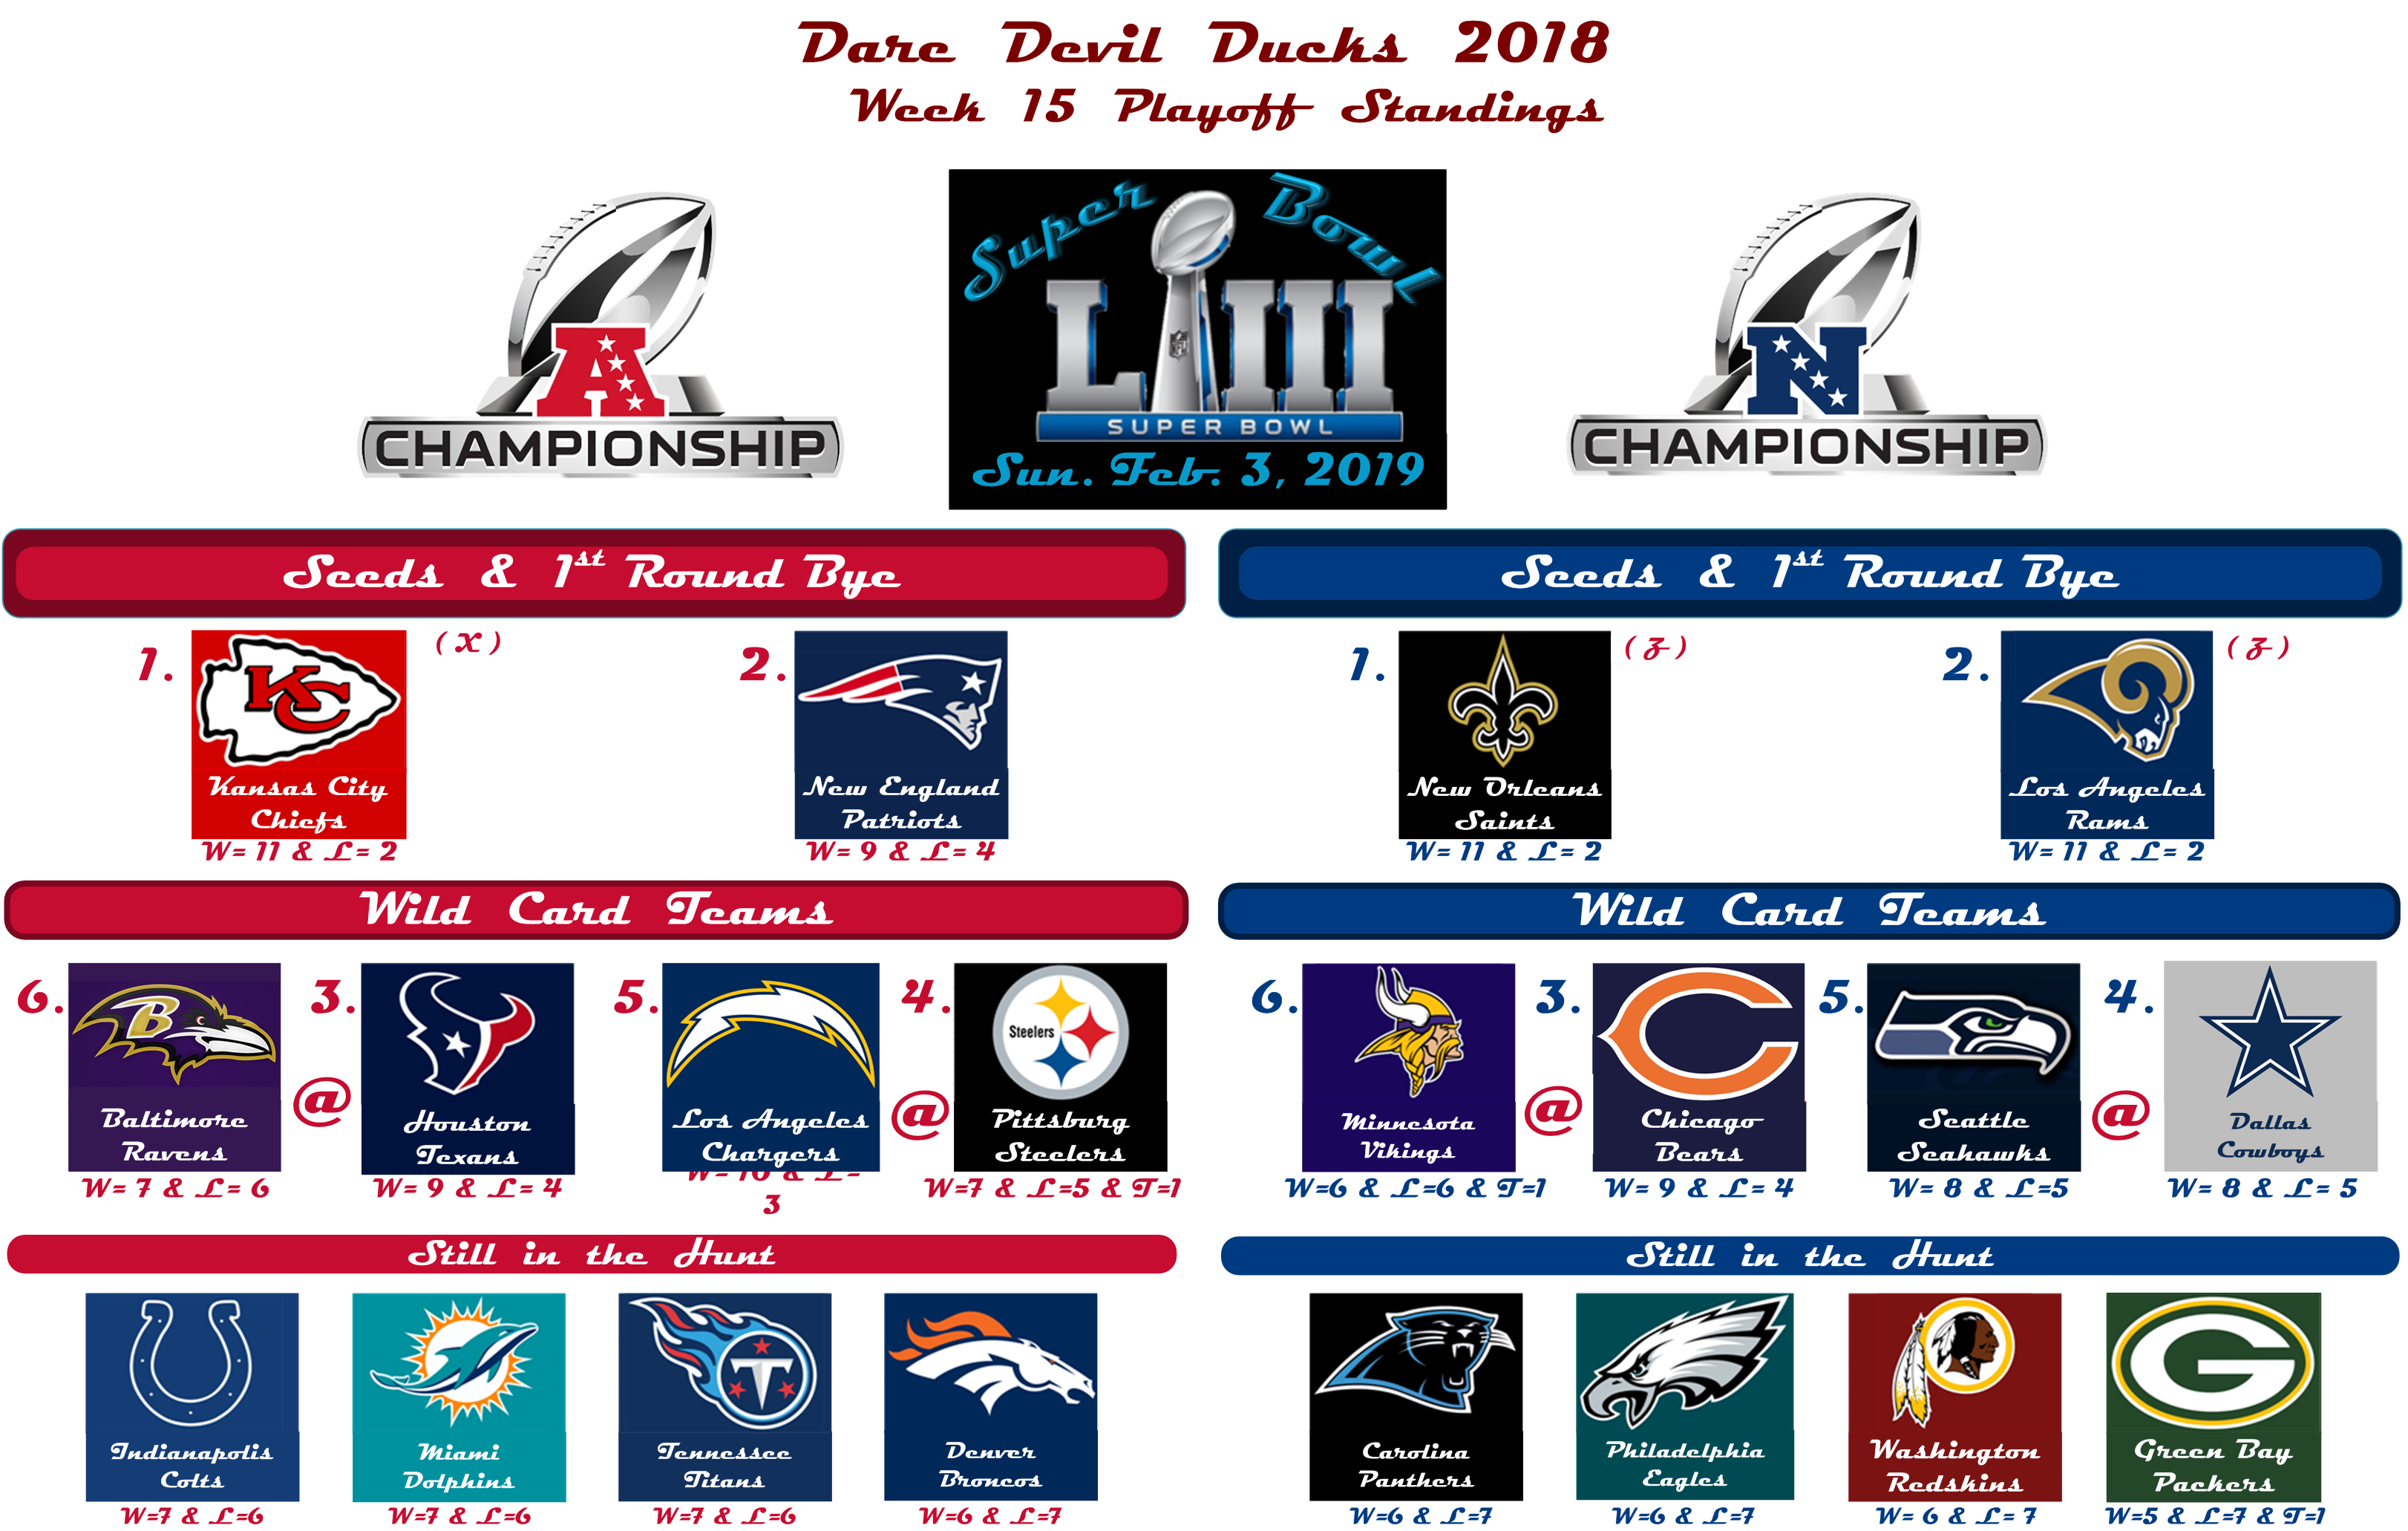 Dare Devil Ducks 2018
Week 15 Playoff Standings
Super Bowl
A
CHAMPIONSHIP
LIII
SUPER BOWL
Sun. Feb. 3, 2019
N
CHAMPIONSHIP
Seeds & 1st Round Bye
Seeds & 1st Round Bye
1.
KC
(X)
Kansas City
Chiefs
W= 11 & L= 2
2.
New England
Patriots
W= 9 & L= 4
1.
(Z)
New Orleans
Saints
W= 11 & L= 2
2.
(Z)
Los Angeles
Rams
W= 11 & L= 2
Wild Card Teams
Wild Card Teams
6.
B
Baltimore
Ravens
W= 7 & L= 6
@
3.
Houston
Texans
W= 9 & L= 4
5.
Los Angeles
Chargers
W= 10 & L=
3
@
4.
Steelers
Pittsburg
Steelers
W=7 & L=5 & T=1
6.
Minnesota
Vikings
W=6 & L=6 & T=1
@
3.
Chicago
Bears
W= 9 & L= 4
5.
Seattle
Seahawks
W= 8 & L=5
@
4.
Dallas
Cowboys
W= 8 & L= 5
Still in the Hunt
Still in the Hunt
Indianapolis
Colts
W=7 & L=6
Miami
Dolphins
W=7 & L=6
T
Tennessee
Titans
W=7 & L=6
Denver
Broncos
W=6 & L=7
Carolina
Panthers
W=6 & L=7
Philadelphia
Eagles
W=6 & L=7
Washington
Redskins
W= 6 & L= 7
G
Green Bay
Packers
W=5 & L=7 & T=1